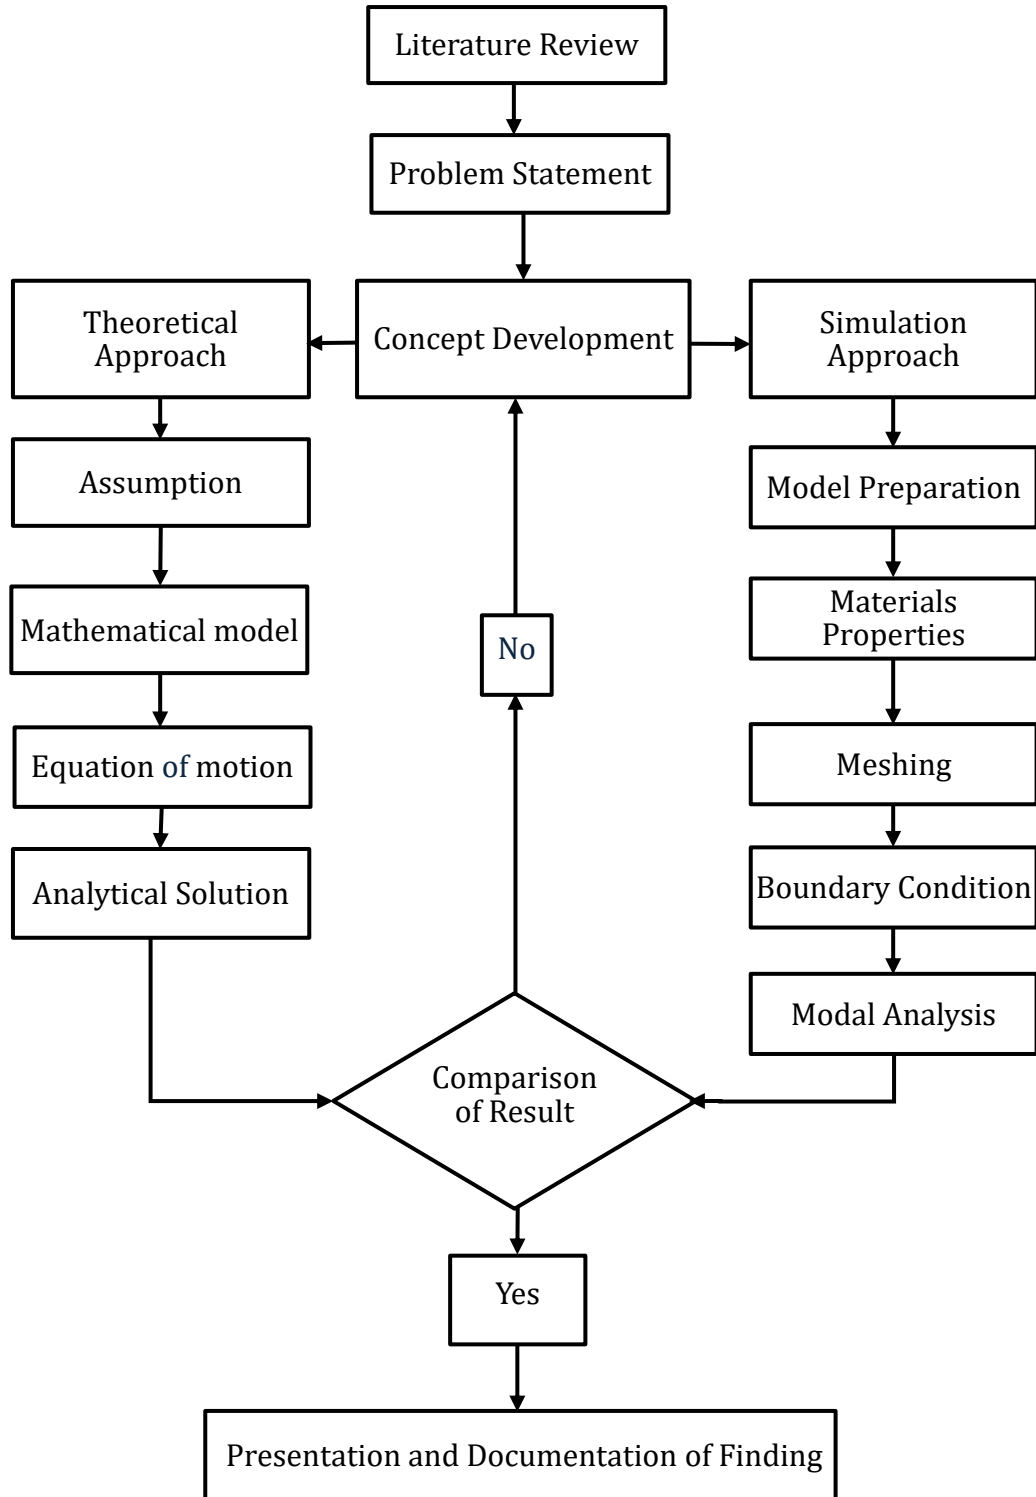 Literature Review
Problem Statement
Concept Development
Theoretical
Approach
Assumption
Mathematical model
Equation of motion
Analytical Solution
Simulation
Approach
Model Preparation
Materials
Properties
Meshing
Boundary Condition
Modal Analysis
No
Comparison
of Result
Yes
Presentation and Documentation of Finding